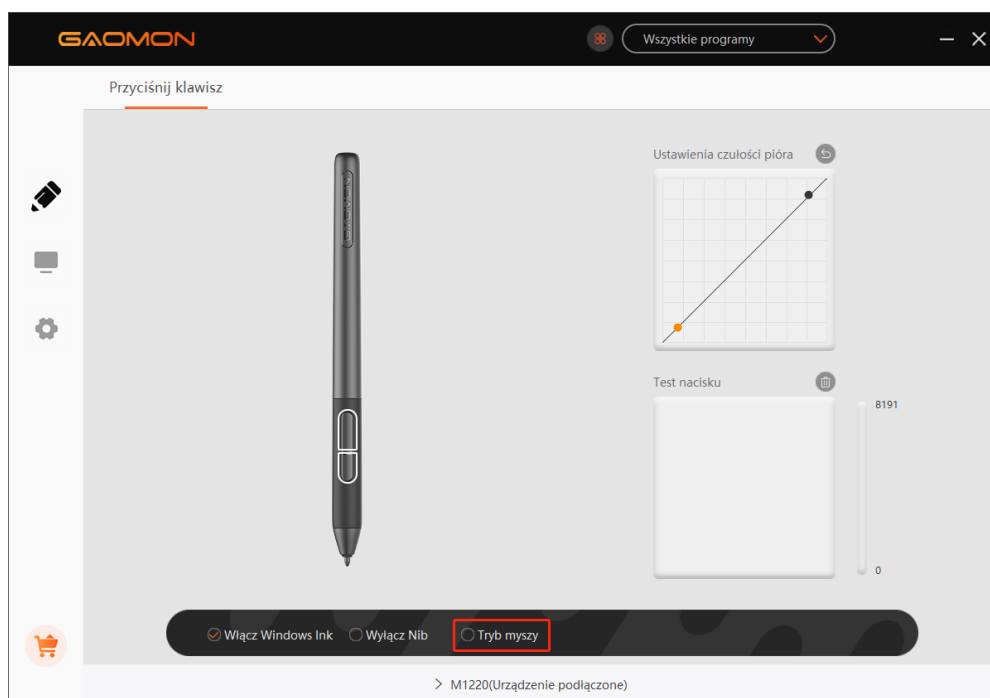 GAOMON
Wszystkie programy
Przyciśnij klawisz
GAOMON
Ustawienia czułości pióra
Test nacisku
8191
0
Włącz Windows Ink
Wyłącz Nib
Tryb myszy
M1220(Urządzenie podłączone)